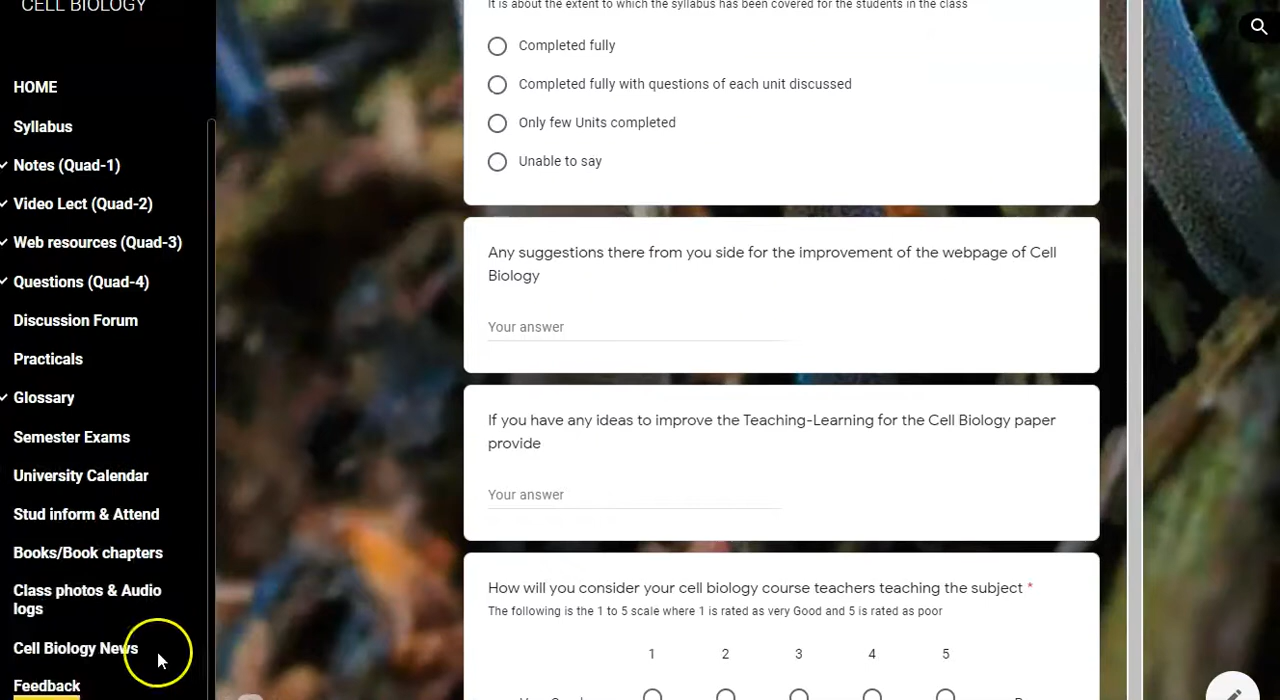 CELL BIOLOGY
HOME
Syllabus
Notes (Quad-1)
Video Lect (Quad-2)
Web resources (Quad-3)
Questions (Quad-4)
Discussion Forum
Practicals
Glossary
Semester Exams
University Calendar
Stud inform & Attend
Books/Book chapters
Class photos & Audio
logs
Cell Biology News
Feedback
It is about the extent to which the syllabus has been covered for the students in the class
Completed fully
Completed fully with questions of each unit discussed
Only few Units completed
Unable to say
Any suggestions there from you side for the improvement of the webpage of Cell
Biology
Your answer
If you have any ideas to improve the Teaching-Learning for the Cell Biology paper
provide
Your answer
How will you consider your cell biology course teachers teaching the subject *
The following is the 1 to 5 scale where 1 is rated as very Good and 5 is rated as poor
1 2 3 4 5